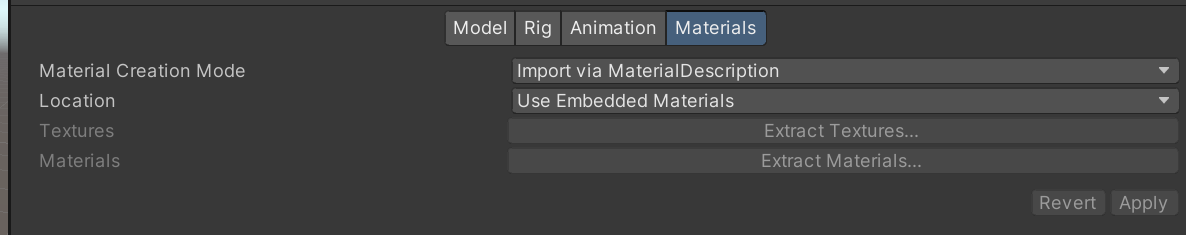 Model Rig Animation Materials
Material Creation Mode Import via MaterialDescription
Location Use Embedded Materials
Textures Extract Textures...
Materials Extract Materials...
Revert Apply